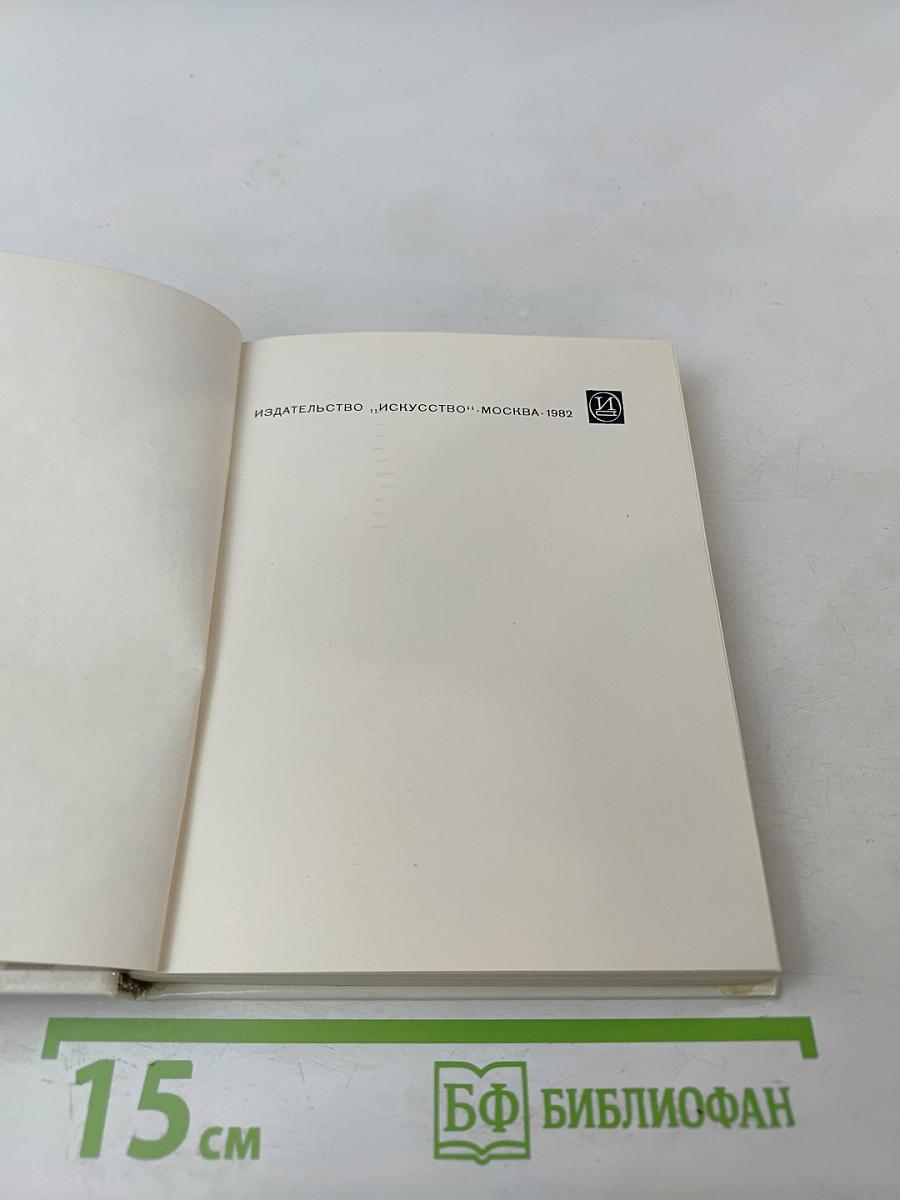 ИЗДАТЕЛЬСТВО „ИСКУССТВО“·МОСКВА·1982
И
15 см
БФ БИБЛИОФАН